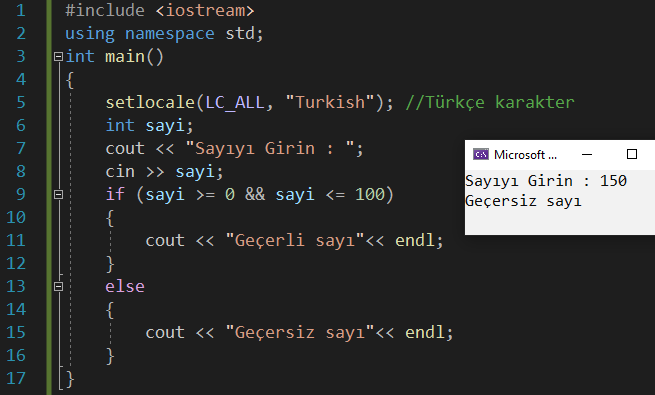 1 #include <iostream>
2 using namespace std;
3 int main()
4 {
5 setlocale(LC_ALL, "Turkish"); //Türkçe karakter
6 int sayi;
7 cout << "Sayıyı Girin : ";
8 cin >> sayi;
9 if (sayi >= 0 && sayi <= 100)
10 {
11 cout << "Geçerli sayı"<< endl;
12 }
13 else
14 {
15 cout << "Geçersiz sayı"<< endl;
16 }
17 }
C:\ Microsoft ...
Sayıyı Girin : 150
Geçersiz sayı